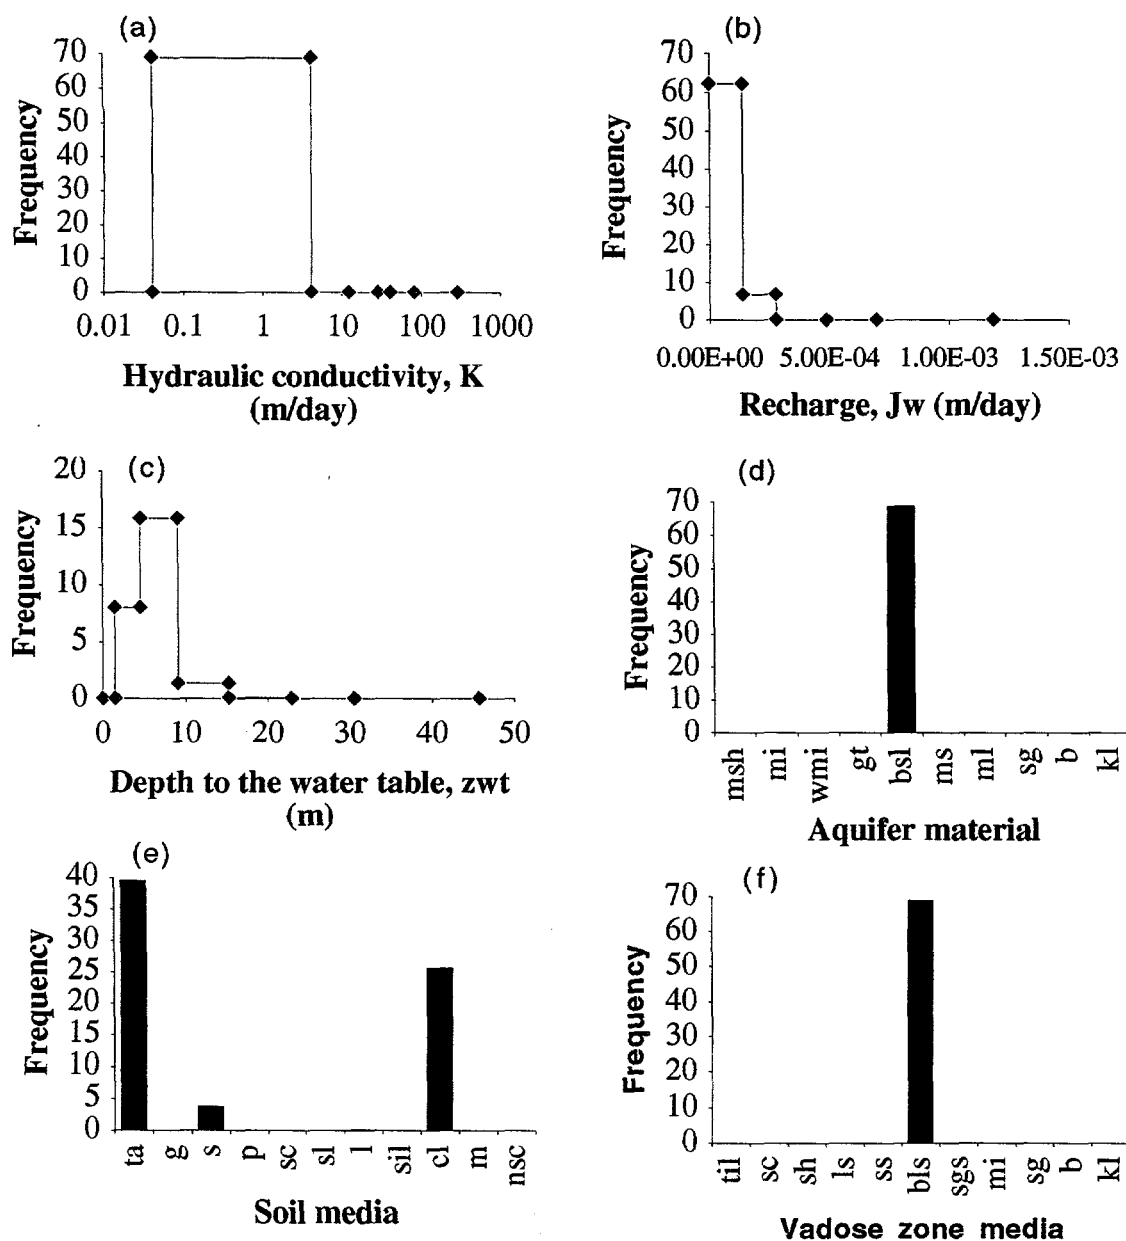 (a)
70
60
50
40
30
20
10
0
Frequency
0.01 0.1 1 10 100 1000
Hydraulic conductivity, K
(m/day)
(b)
70
60
50
40
30
20
10
0
Frequency
0.00E+00 5.00E-04 1.00E-03 1.50E-03
Recharge, Jw (m/day)
(c)
20
15
10
5
0
Frequency
0 10 20 30 40 50
Depth to the water table, zwt
(m)
(d)
70
60
50
40
30
20
10
0
Frequency
msh mi wmi gt bsl ms ml sg b kl
Aquifer material
(e)
40
35
30
25
20
15
10
5
0
Frequency
ta g s p sc sl l sil cl m nsc
Soil media
(f)
70
60
50
40
30
20
10
0
Frequency
til sc sh ls ss bls sgs mi sg b kl
Vadose zone media